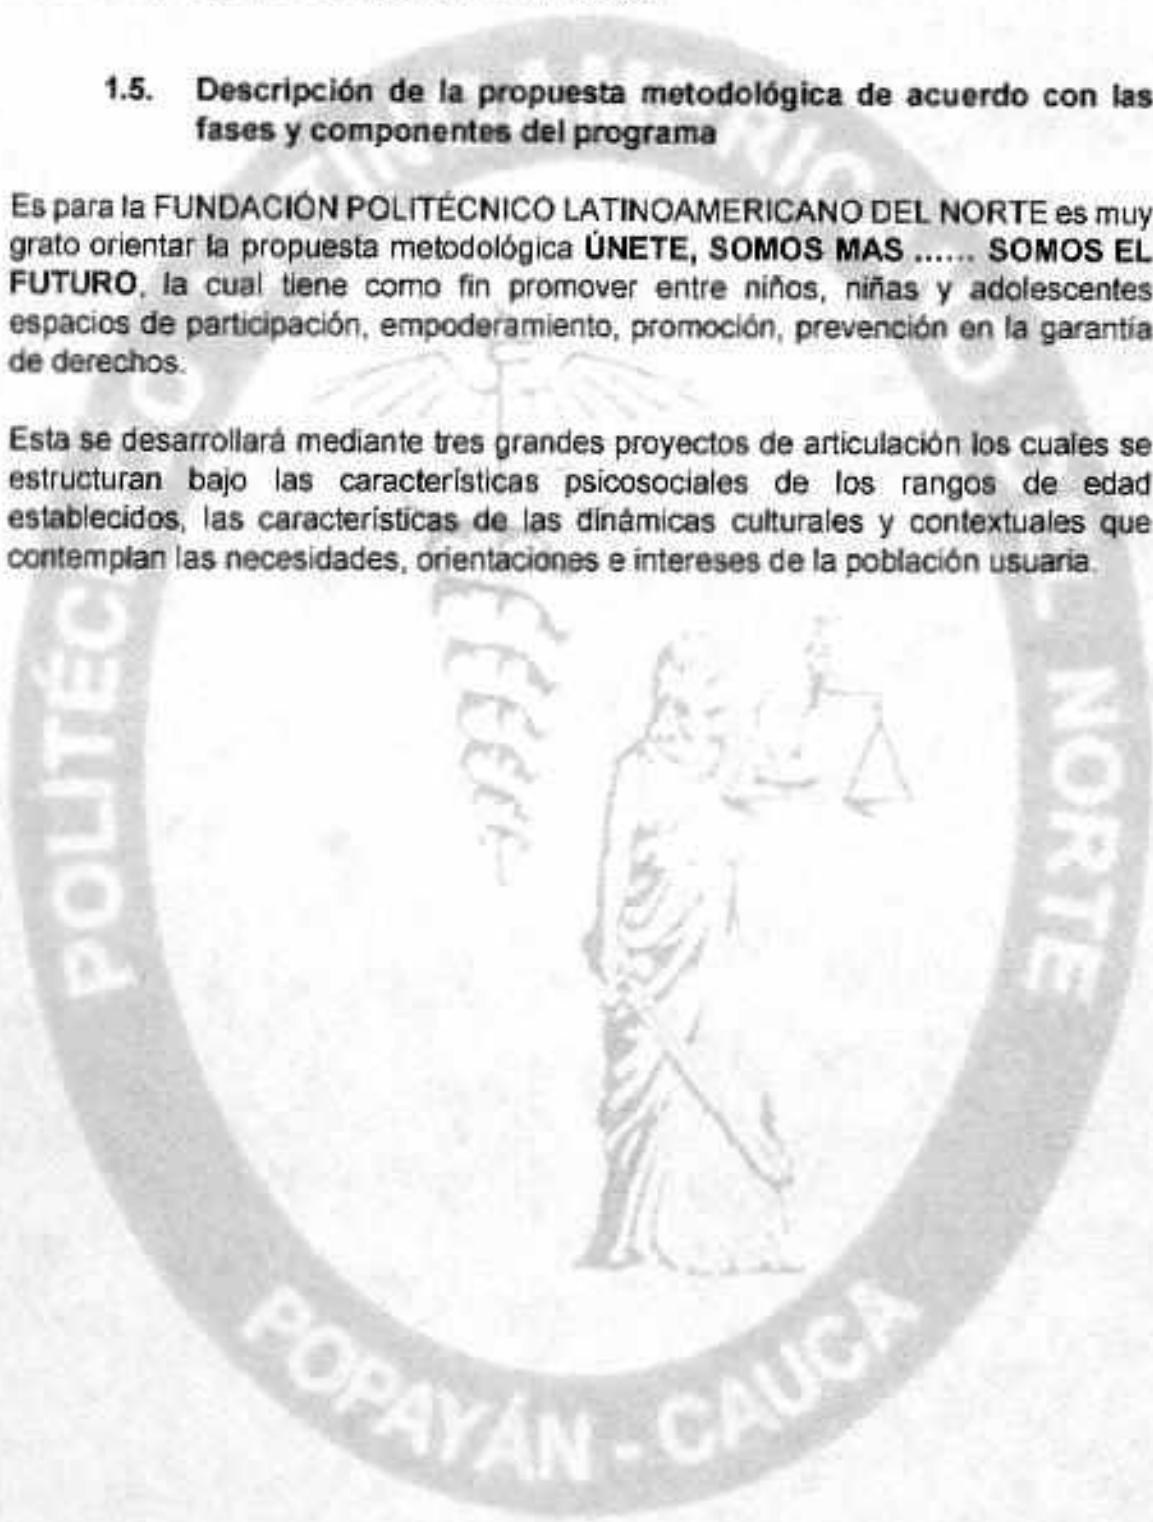 1.5. Descripción de la propuesta metodológica de acuerdo con las
fases y componentes del programa
Es para la FUNDACIÓN POLITÉCNICO LATINOAMERICANO DEL NORTE es muy
grato orientar la propuesta metodológica ÚNETE, SOMOS MAS ...... SOMOS EL
FUTURO, la cual tiene como fin promover entre niños, niñas y adolescentes
espacios de participación, empoderamiento, promoción, prevención en la garantía
de derechos.
Esta se desarrollará mediante tres grandes proyectos de articulación los cuales se
estructuran bajo las características psicosociales de los rangos de edad
establecidos, las características de las dinámicas culturales y contextuales que
contemplan las necesidades, orientaciones e intereses de la población usuaria.
POLITÉC
NORTE
POPAYÁN - CAUCA